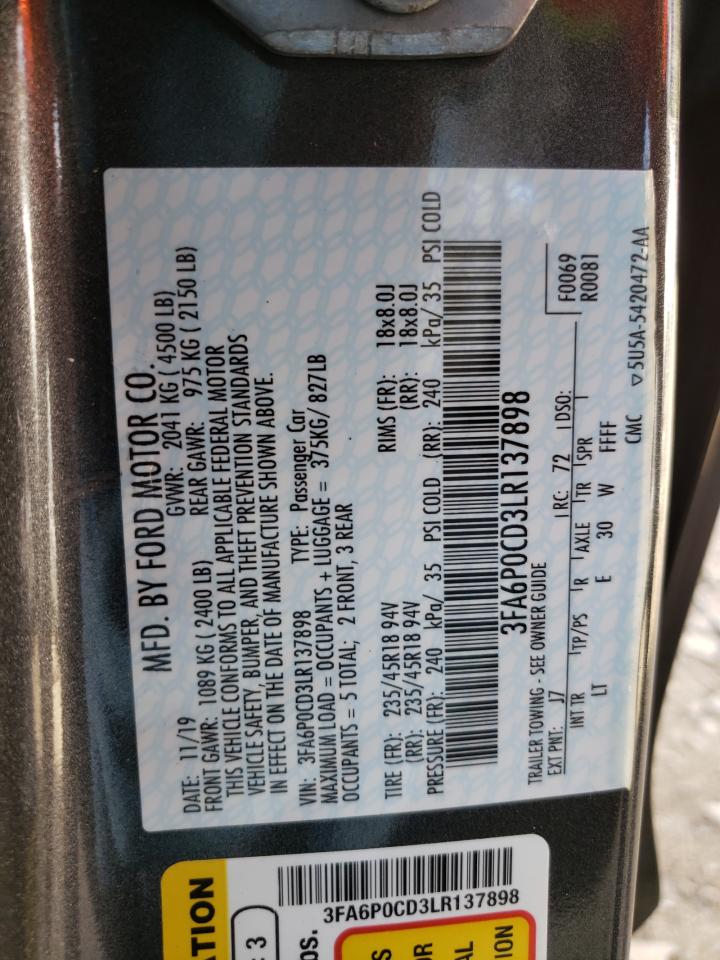 MFD. BY FORD MOTOR CO.
DATE: 11/19 GVWR: 2041 KG ( 4500 LB)
FRONT GAWR: 1089 KG ( 2400 LB) REAR GAWR: 975 KG ( 2150 LB)
THIS VEHICLE CONFORMS TO ALL APPLICABLE FEDERAL MOTOR
VEHICLE SAFETY, BUMPER, AND THEFT PREVENTION STANDARDS
IN EFFECT ON THE DATE OF MANUFACTURE SHOWN ABOVE.
VIN: 3FA6P0CD3LR137898 TYPE: Passenger Car
MAXIMUM LOAD = OCCUPANTS + LUGGAGE = 375KG/ 827LB
OCCUPANTS = 5 TOTAL; 2 FRONT, 3 REAR
TIRE (FR): 235/45R18 94V RIMS (FR): 18x8.0J
(RR): 235/45R18 94V (RR): 18x8.0J
PRESSURE (FR): 240 kPa/ 35 PSI COLD (RR): 240 kPa/ 35 PSI COLD
3FA6P0CD3LR137898
TRAILER TOWING - SEE OWNER GUIDE
EXT PNT: J7 RC: 72 DSO: F0069
R0081
INT TR TP/PS R AXLE TR SPR
LT E 30 W FFFF
CMC ▽5U5A-5420472-AA
3FA6P0CD3LR137898